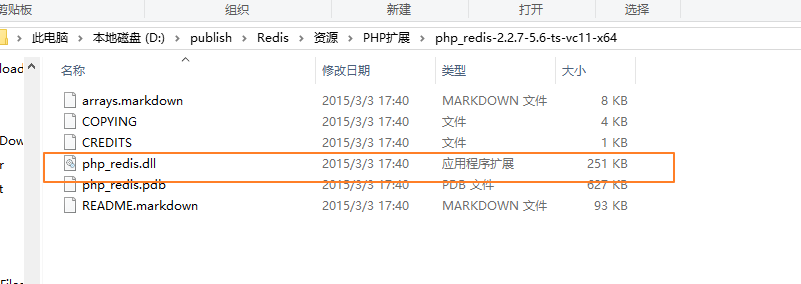 剪贴板 组织 新建 打开 选择
此电脑 › 本地磁盘 (D:) › publish › Redis › 资源 › PHP扩展 › php_redis-2.2.7-5.6-ts-vc11-x64
名称 修改日期 类型 大小
arrays.markdown 2015/3/3 17:40 MARKDOWN 文件 8 KB
COPYING 2015/3/3 17:40 文件 4 KB
CREDITS 2015/3/3 17:40 文件 1 KB
php_redis.dll 2015/3/3 17:40 应用程序扩展 251 KB
php_redis.pdb 2015/3/3 17:40 PDB 文件 627 KB
README.markdown 2015/3/3 17:40 MARKDOWN 文件 93 KB